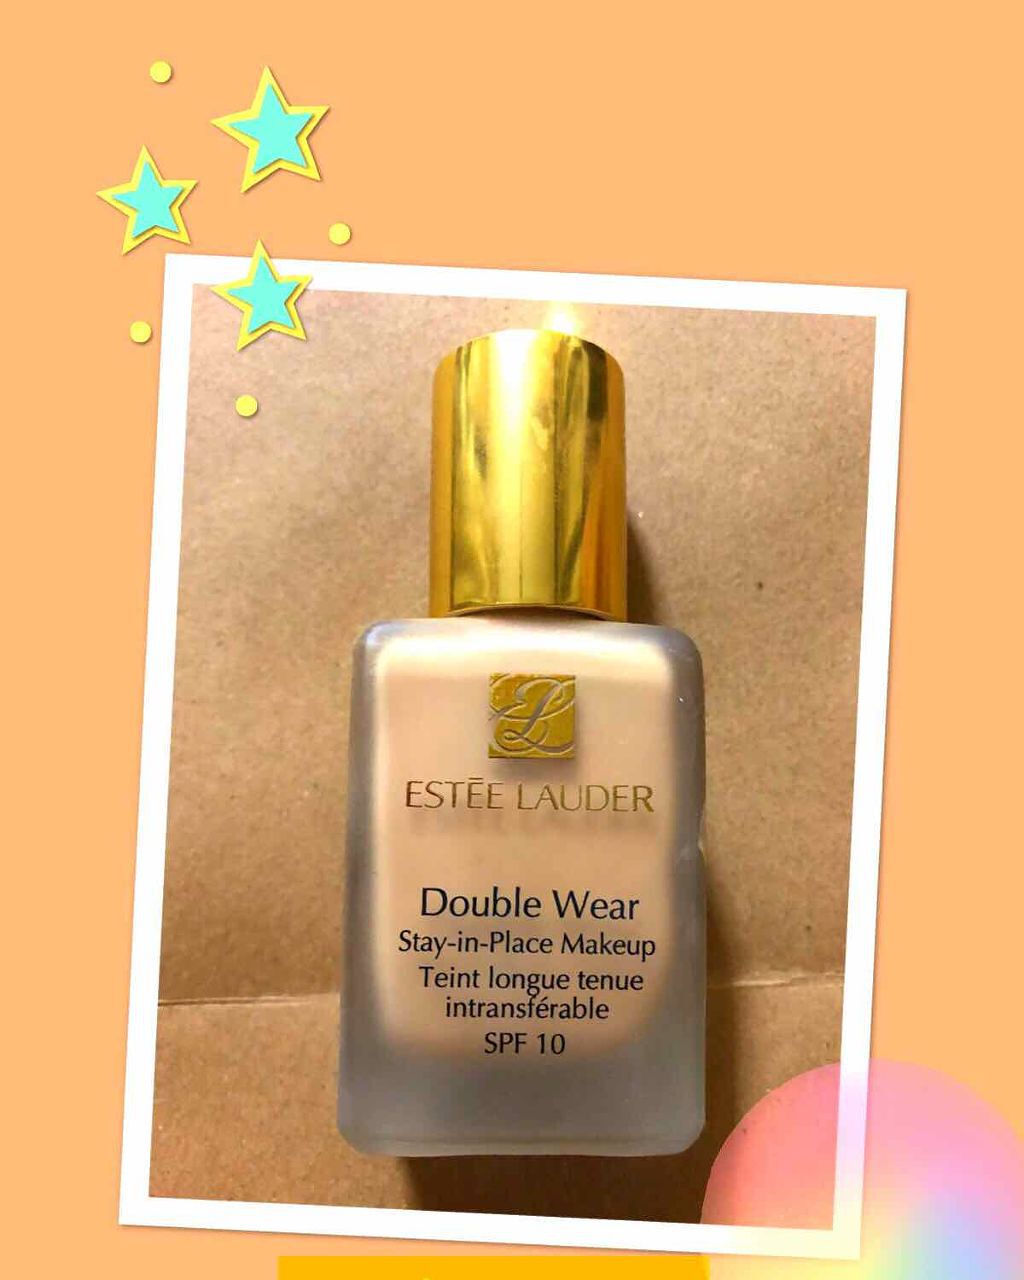 ESTĒE LAUDER
Double Wear
Stay-in-Place Makeup
Teint longue tenue
intransférable
SPF 10